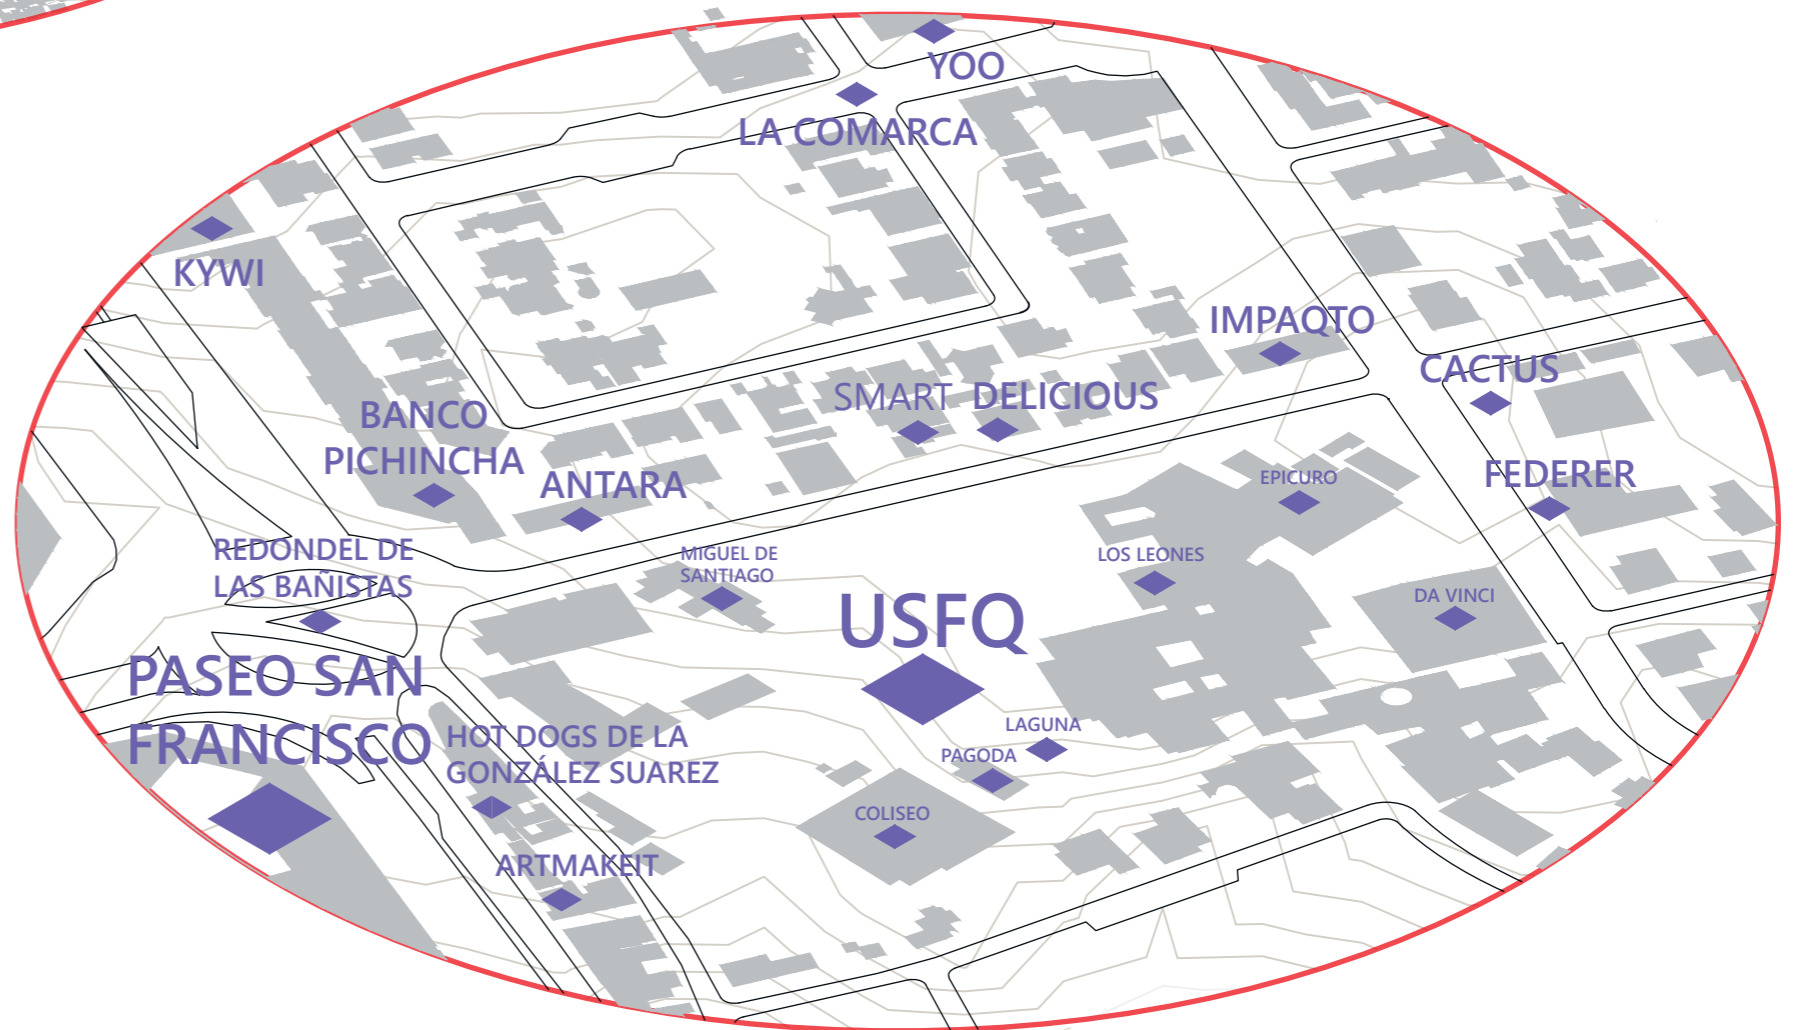 YOO
LA COMARCA
KYWI
IMPAQTO
CACTUS
SMART
DELICIOUS
BANCO
PICHINCHA
ANTARA
EPICURO
FEDERER
REDONDEL DE
LAS BAÑISTAS
MIGUEL DE
SANTIAGO
LOS LEONES
USFQ
DA VINCI
PASEO SAN
FRANCISCO
HOT DOGS DE LA
GONZÁLEZ SUAREZ
LAGUNA
PAGODA
COLISEO
ARTMAKEIT